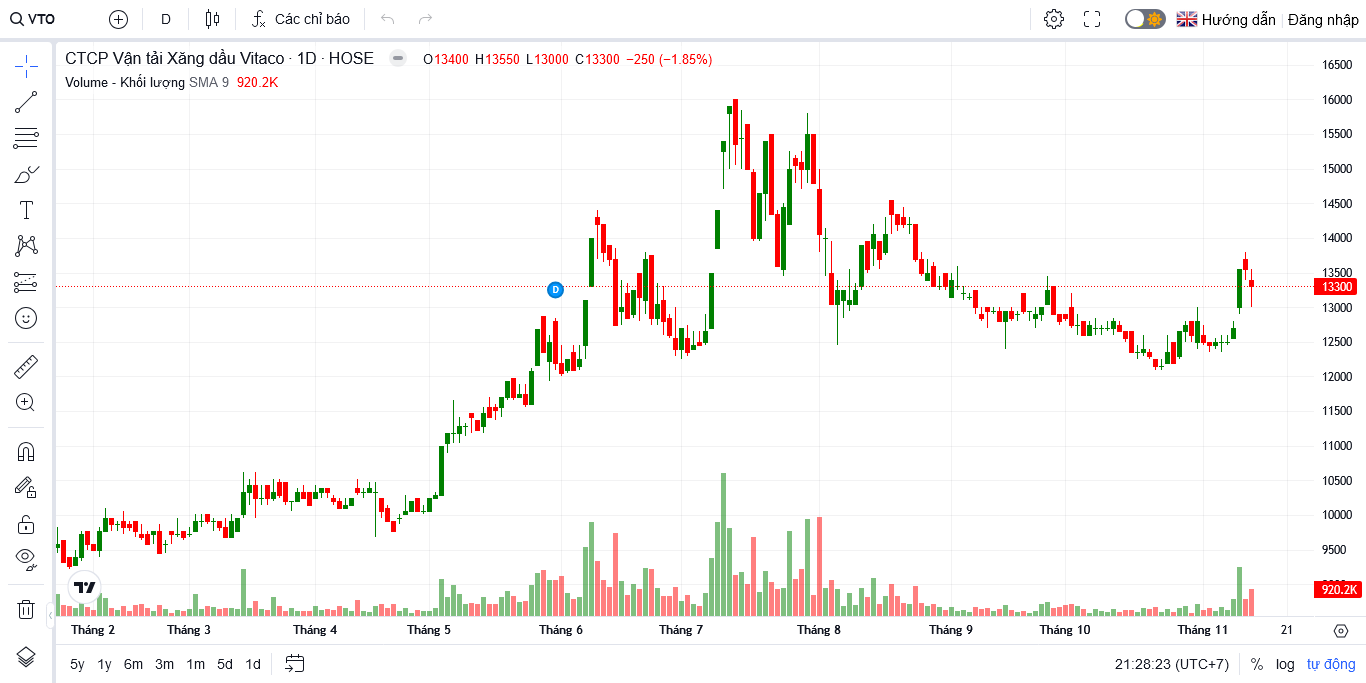 VTO D Các chỉ báo Hướng dẫn Đăng nhập
CTCP Vận tải Xăng dầu Vitaco · 1D · HOSE O13400 H13550 L13000 C13300 −250 (−1.85%)
Volume - Khối lượng SMA 9 920.2K
16500
16000
15500
15000
14500
14000
13500
13300
13000
12500
12000
11500
11000
10500
10000
9500
920.2K
D
Tháng 2 Tháng 3 Tháng 4 Tháng 5 Tháng 6 Tháng 7 Tháng 8 Tháng 9 Tháng 10 Tháng 11 21
5y 1y 6m 3m 1m 5d 1d 21:28:23 (UTC+7) % log tự động